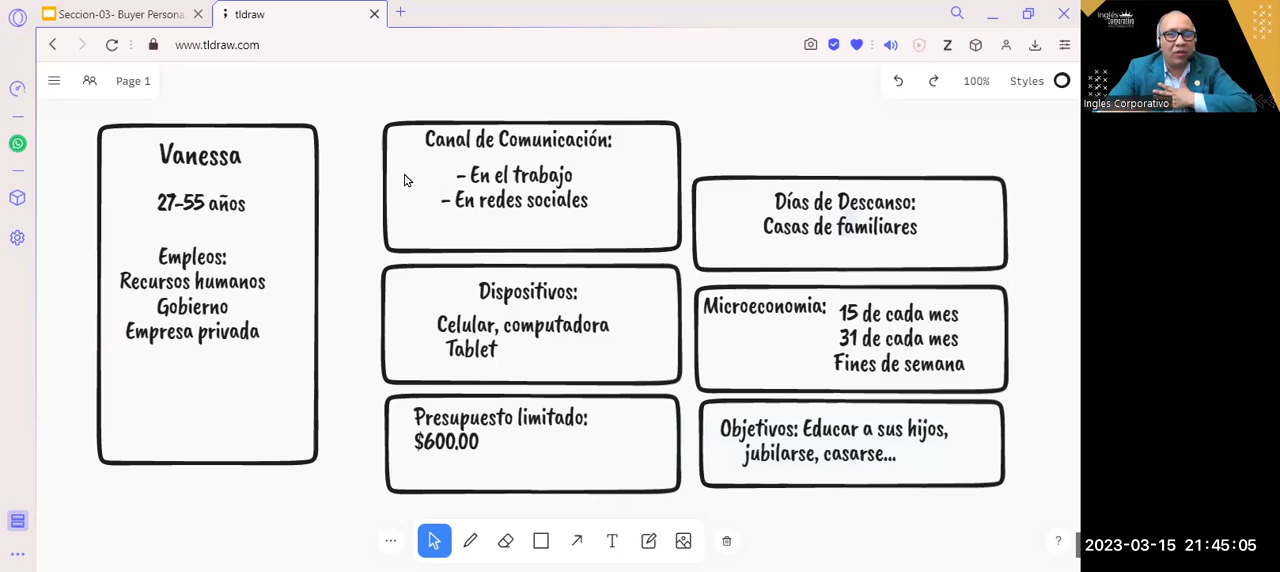 Seccion-03- Buyer Persona
tldraw
www.tldraw.com
Page 1
100%
Styles
Vanessa
27-55 años
Empleos:
Recursos humanos
Gobierno
Empresa privada
Canal de Comunicación:
- En el trabajo
- En redes sociales
Dispositivos:
Celular, computadora
Tablet
Presupuesto limitado:
$600.00
Días de Descanso:
Casas de familiares
Microeconomia:
15 de cada mes
31 de cada mes
Fines de semana
Objetivos: Educar a sus hijos,
jubilarse, casarse...
Inglés
Corporativo
Ingles Corporativo
2023-03-15 21:45:05